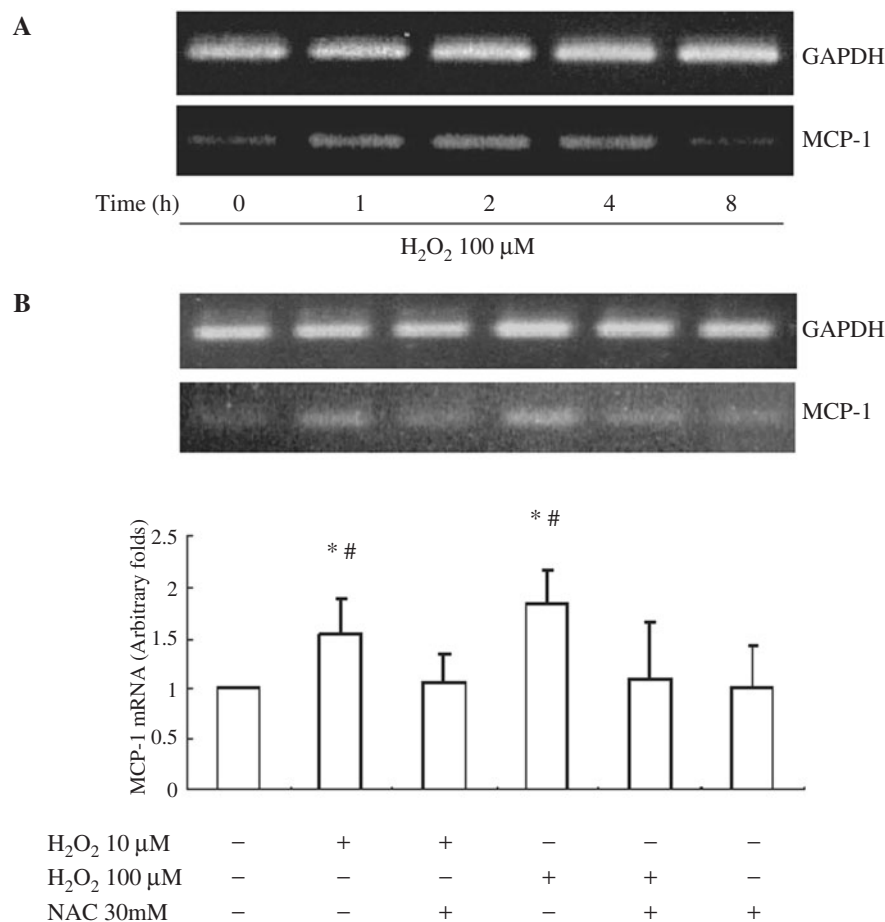 A
GAPDH
MCP-1
Time (h) 0 1 2 4 8
H₂O₂ 100 µM
B
GAPDH
MCP-1
MCP-1 mRNA (Arbitrary folds)
2.5
2
1.5
1
0.5
0
* #
* #
H₂O₂ 10 µM − + + − − −
H₂O₂ 100 µM − − − + + −
NAC 30mM − − + − + +